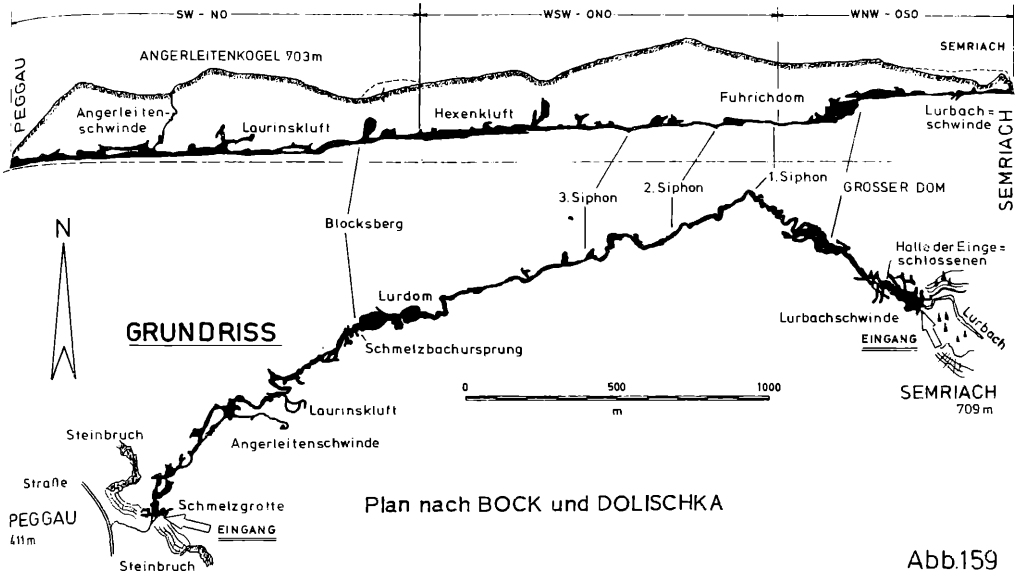 SW - NO
WSW - ONO
WNW - OSO
ANGERLEITENKOGEL 703m
SEMRIACH
PEGGAU
Angerleiten-
schwinde
Laurinskluft
Hexenkluft
Fuhrichdom
Lurbach=
schwinde
SEMRIACH
3. Siphon
2. Siphon
1. Siphon
GROSSER DOM
Blocksberg
N
Halle der Einge=
schlossenen
Lurdom
GRUNDRISS
Schmelzbachursprung
Lurbachschwinde
EINGANG
Lurbach
0 500 1000
m
SEMRIACH
709 m
Laurinskluft
Angerleitenschwinde
Steinbruch
Straße
PEGGAU
411m
Schmelzgrotte
EINGANG
Steinbruch
Plan nach BOCK und DOLISCHKA
Abb.159